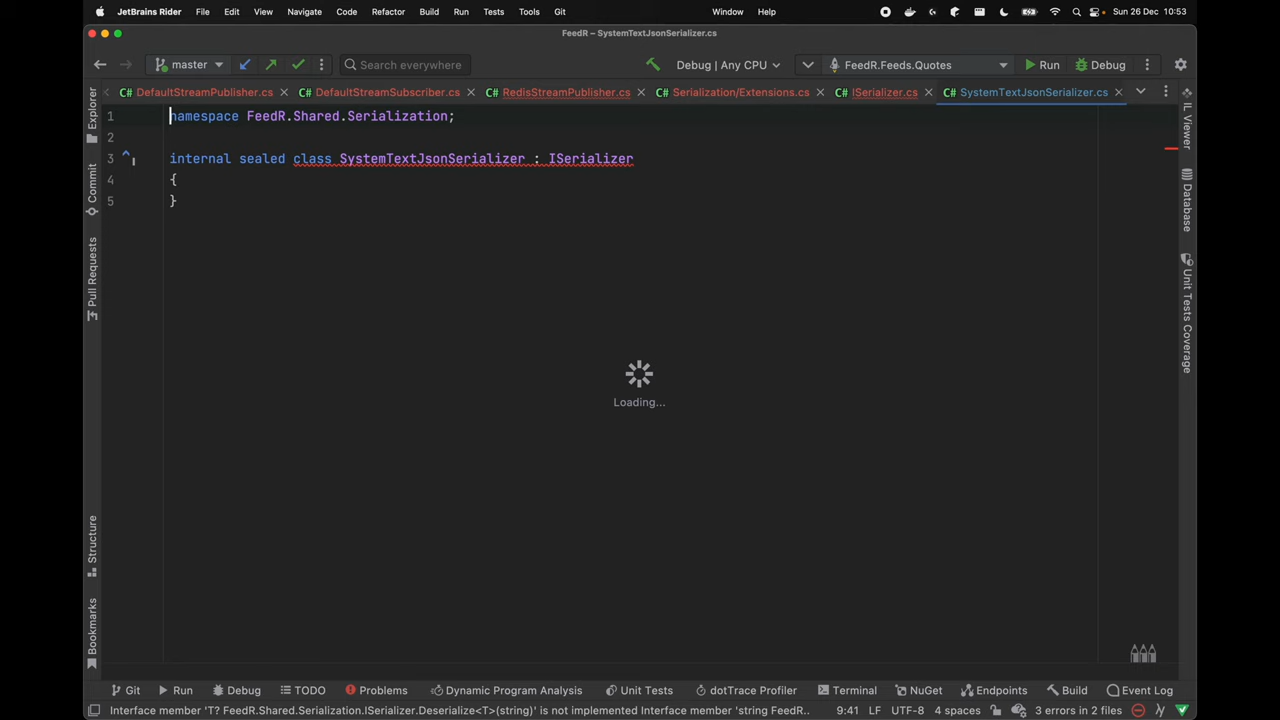 JetBrains Rider File Edit View Navigate Code Refactor Build Run Tests Tools Git Window Help Sun 26 Dec 10:53
FeedR – SystemTextJsonSerializer.cs
master Search everywhere Debug | Any CPU FeedR.Feeds.Quotes Run Debug
C# DefaultStreamPublisher.cs C# DefaultStreamSubscriber.cs C# RedisStreamPublisher.cs C# Serialization/Extensions.cs C# ISerializer.cs C# SystemTextJsonSerializer.cs
Explorer
Commit
Pull Requests
Structure
Bookmarks
1 namespace FeedR.Shared.Serialization;
2
3 internal sealed class SystemTextJsonSerializer : ISerializer
4 {
5 }
Loading...
IL Viewer
Database
Unit Tests Coverage
Git Run Debug TODO Problems Dynamic Program Analysis Unit Tests dotTrace Profiler Terminal NuGet Endpoints Build Event Log
Interface member 'T? FeedR.Shared.Serialization.ISerializer.Deserialize<T>(string)' is not implemented Interface member 'string FeedR.. 9:41 LF UTF-8 4 spaces 3 errors in 2 files